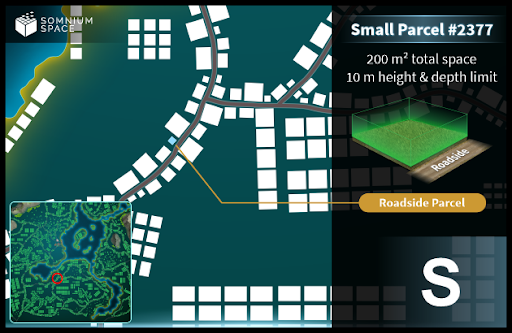 SOMNIUM
SPACE
Small Parcel #2377
200 m² total space
10 m height & depth limit
Roadside
Roadside Parcel
S